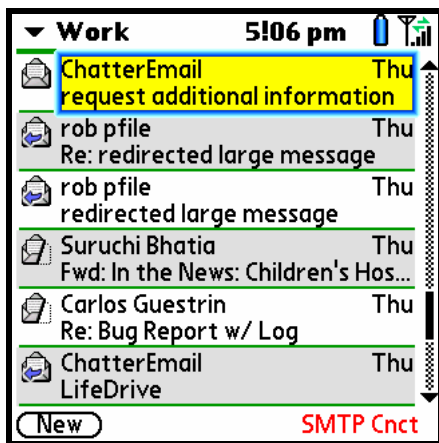 Work 5:06 pm
ChatterEmail Thu
request additional information
rob pfile Thu
Re: redirected large message
rob pfile Thu
redirected large message
Suruchi Bhatia Thu
Fwd: In the News: Children's Hos...
Carlos Guestrin Thu
Re: Bug Report w/ Log
ChatterEmail Thu
LifeDrive
New SMTP Cnct